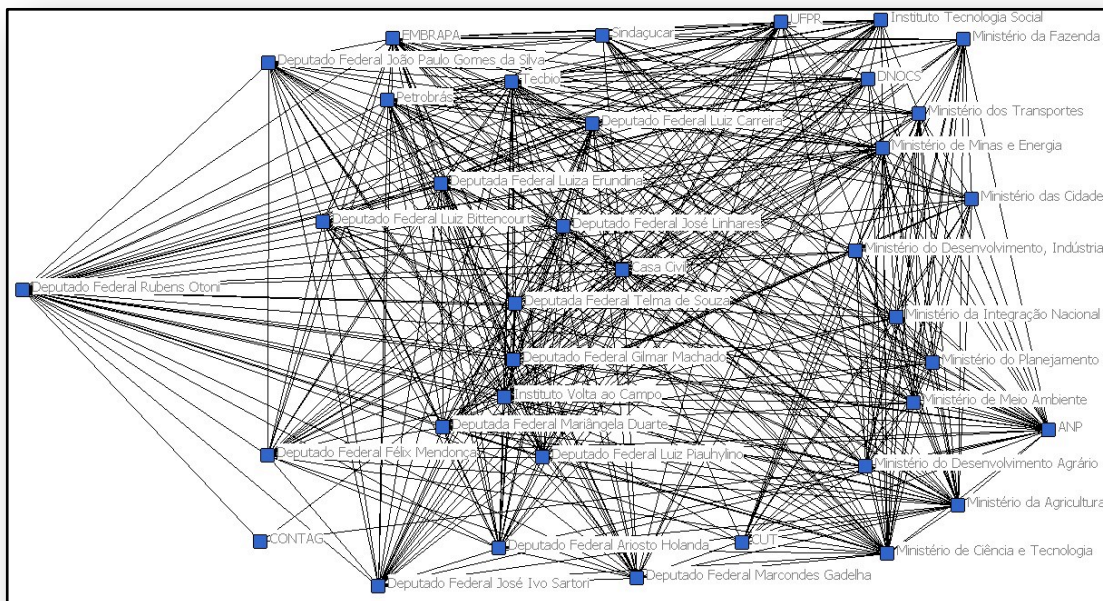 UFPR
Instituto Tecnologia Social
EMBRAPA
Sindaçucar
Ministério da Fazenda
Deputado Federal João Paulo Gomes da Silva
Tecbio
DNOCS
Petrobrás
Ministério dos Transportes
Deputado Federal Luiz Carreira
Ministério de Minas e Energia
Deputada Federal Luiza Erundina
Ministério das Cidade
Deputado Federal Luiz Bittencourt
Deputado Federal José Linhares
Ministério do Desenvolvimento, Indústria
Casa Civil
Deputado Federal Rubens Otoni
Deputada Federal Telma de Souza
Ministério da Integração Nacional
Deputado Federal Gilmar Machado
Ministério do Planejamento
Instituto Volta ao Campo
Ministério de Meio Ambiente
Deputada Federal Mariângela Duarte
ANP
Deputado Federal Félix Mendonça
Deputado Federal Luiz Piauhylino
Ministério do Desenvolvimento Agrário
Ministério da Agricultura
CONTAG
Deputado Federal Ariosto Holanda
CUT
Ministério de Ciência e Tecnologia
Deputado Federal José Ivo Sartori
Deputado Federal Marcondes Gadelha